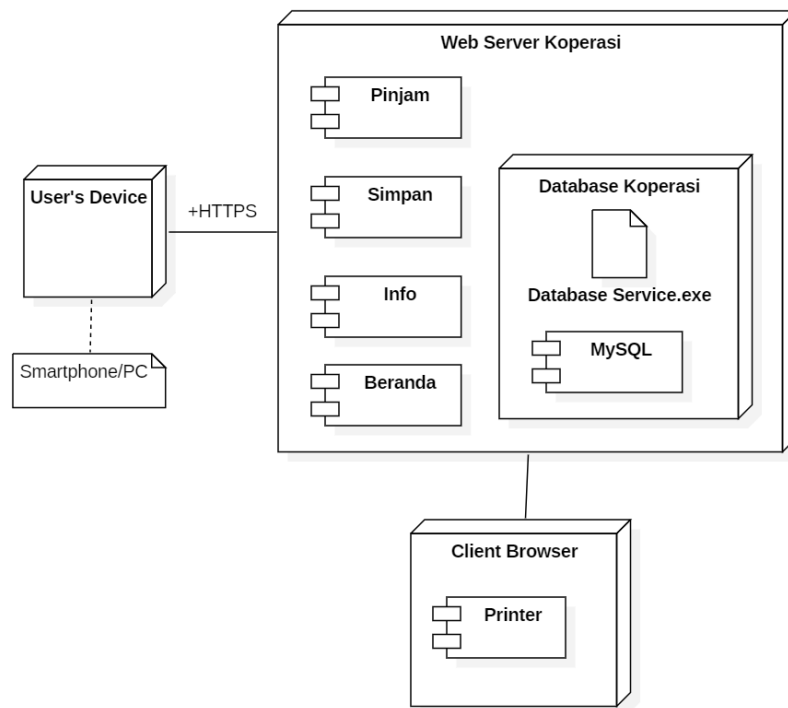 Web Server Koperasi
Pinjam
User's Device
+HTTPS
Simpan
Database Koperasi
Database Service.exe
Info
MySQL
Smartphone/PC
Beranda
Client Browser
Printer